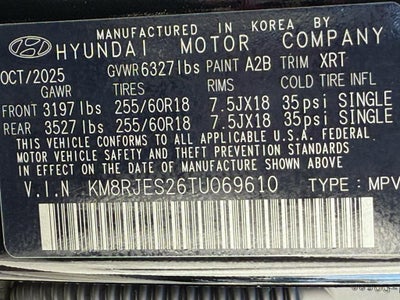 MANUFACTURED IN KOREA BY
HYUNDAI MOTOR COMPANY
OCT/2025 GVWR6327lbs PAINT A2B TRIM XRT
GAWR TIRES RIMS COLD TIRE INFL
FRONT 3197lbs 255/60R18 7.5JX18 35psi SINGLE
REAR 3527lbs 255/60R18 7.5JX18 35psi SINGLE
THIS VEHICLE CONFORMS TO ALL APPLICABLE U.S.A. FEDERAL
MOTOR VEHICLE SAFETY AND THEFT PREVENTION STANDARDS
IN EFFECT ON THE DATE OF MANUFACTURE SHOWN ABOVE.
V.I.N KM8RJES26TU069610 TYPE: MPV